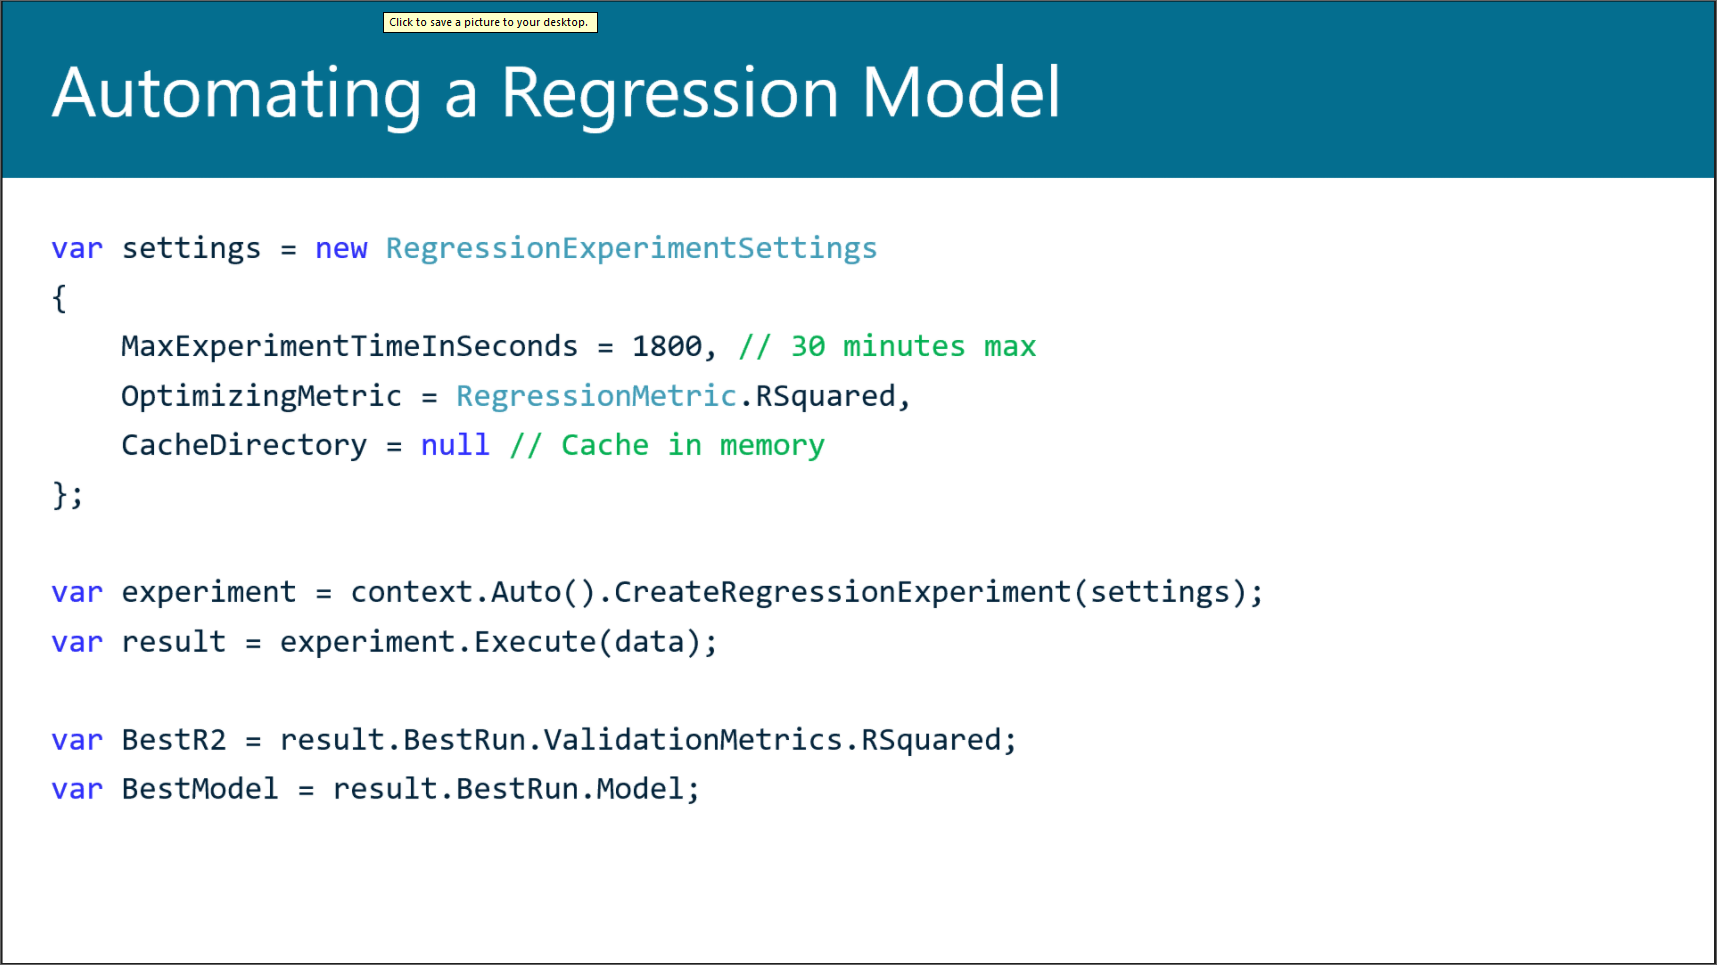 Click to save a picture to your desktop.
Automating a Regression Model
var settings = new RegressionExperimentSettings
{
    MaxExperimentTimeInSeconds = 1800, // 30 minutes max
    OptimizingMetric = RegressionMetric.RSquared,
    CacheDirectory = null // Cache in memory
};
var experiment = context.Auto().CreateRegressionExperiment(settings);
var result = experiment.Execute(data);
var BestR2 = result.BestRun.ValidationMetrics.RSquared;
var BestModel = result.BestRun.Model;